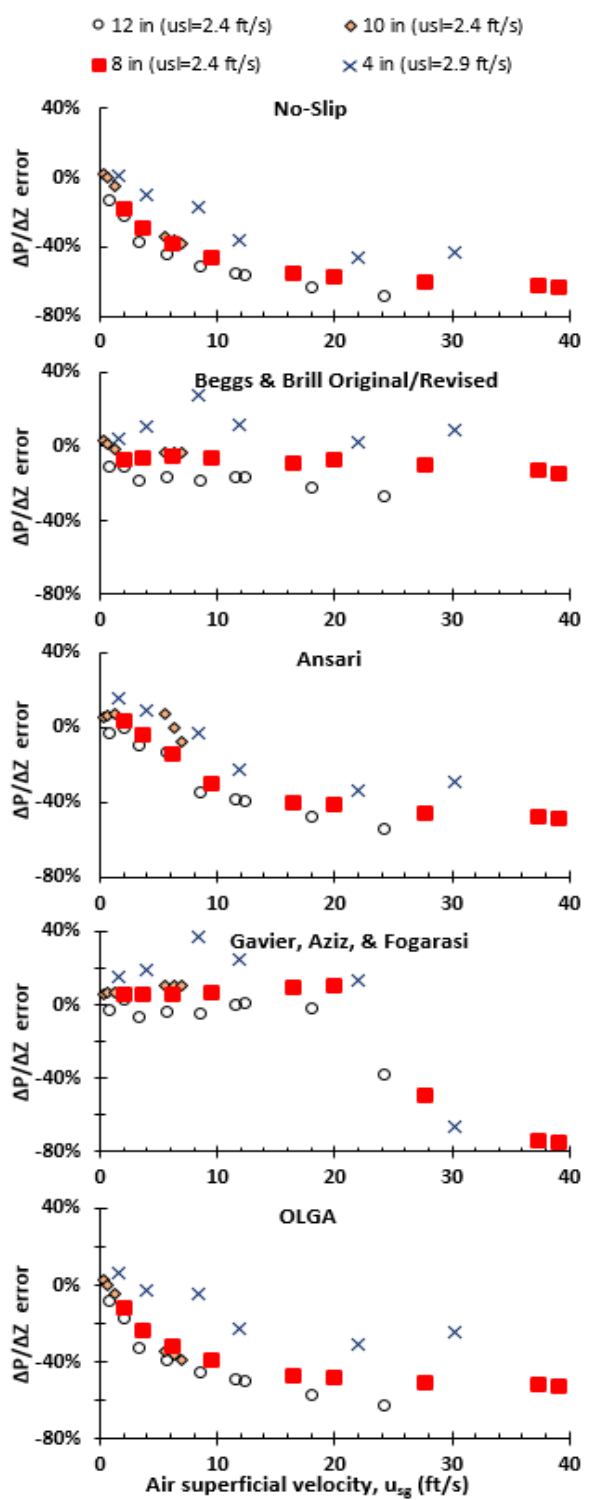 12 in (usl=2.4 ft/s) 10 in (usl=2.4 ft/s)
8 in (usl=2.4 ft/s) 4 in (usl=2.9 ft/s)
No-Slip
ΔP/ΔZ error
40%
0%
-40%
-80%
0 10 20 30 40
Beggs & Brill Original/Revised
ΔP/ΔZ error
40%
0%
-40%
-80%
0 10 20 30 40
Ansari
ΔP/ΔZ error
40%
0%
-40%
-80%
0 10 20 30 40
Gavier, Aziz, & Fogarasi
ΔP/ΔZ error
40%
0%
-40%
-80%
0 10 20 30 40
OLGA
ΔP/ΔZ error
40%
0%
-40%
-80%
0 10 20 30 40
Air superficial velocity, usg (ft/s)